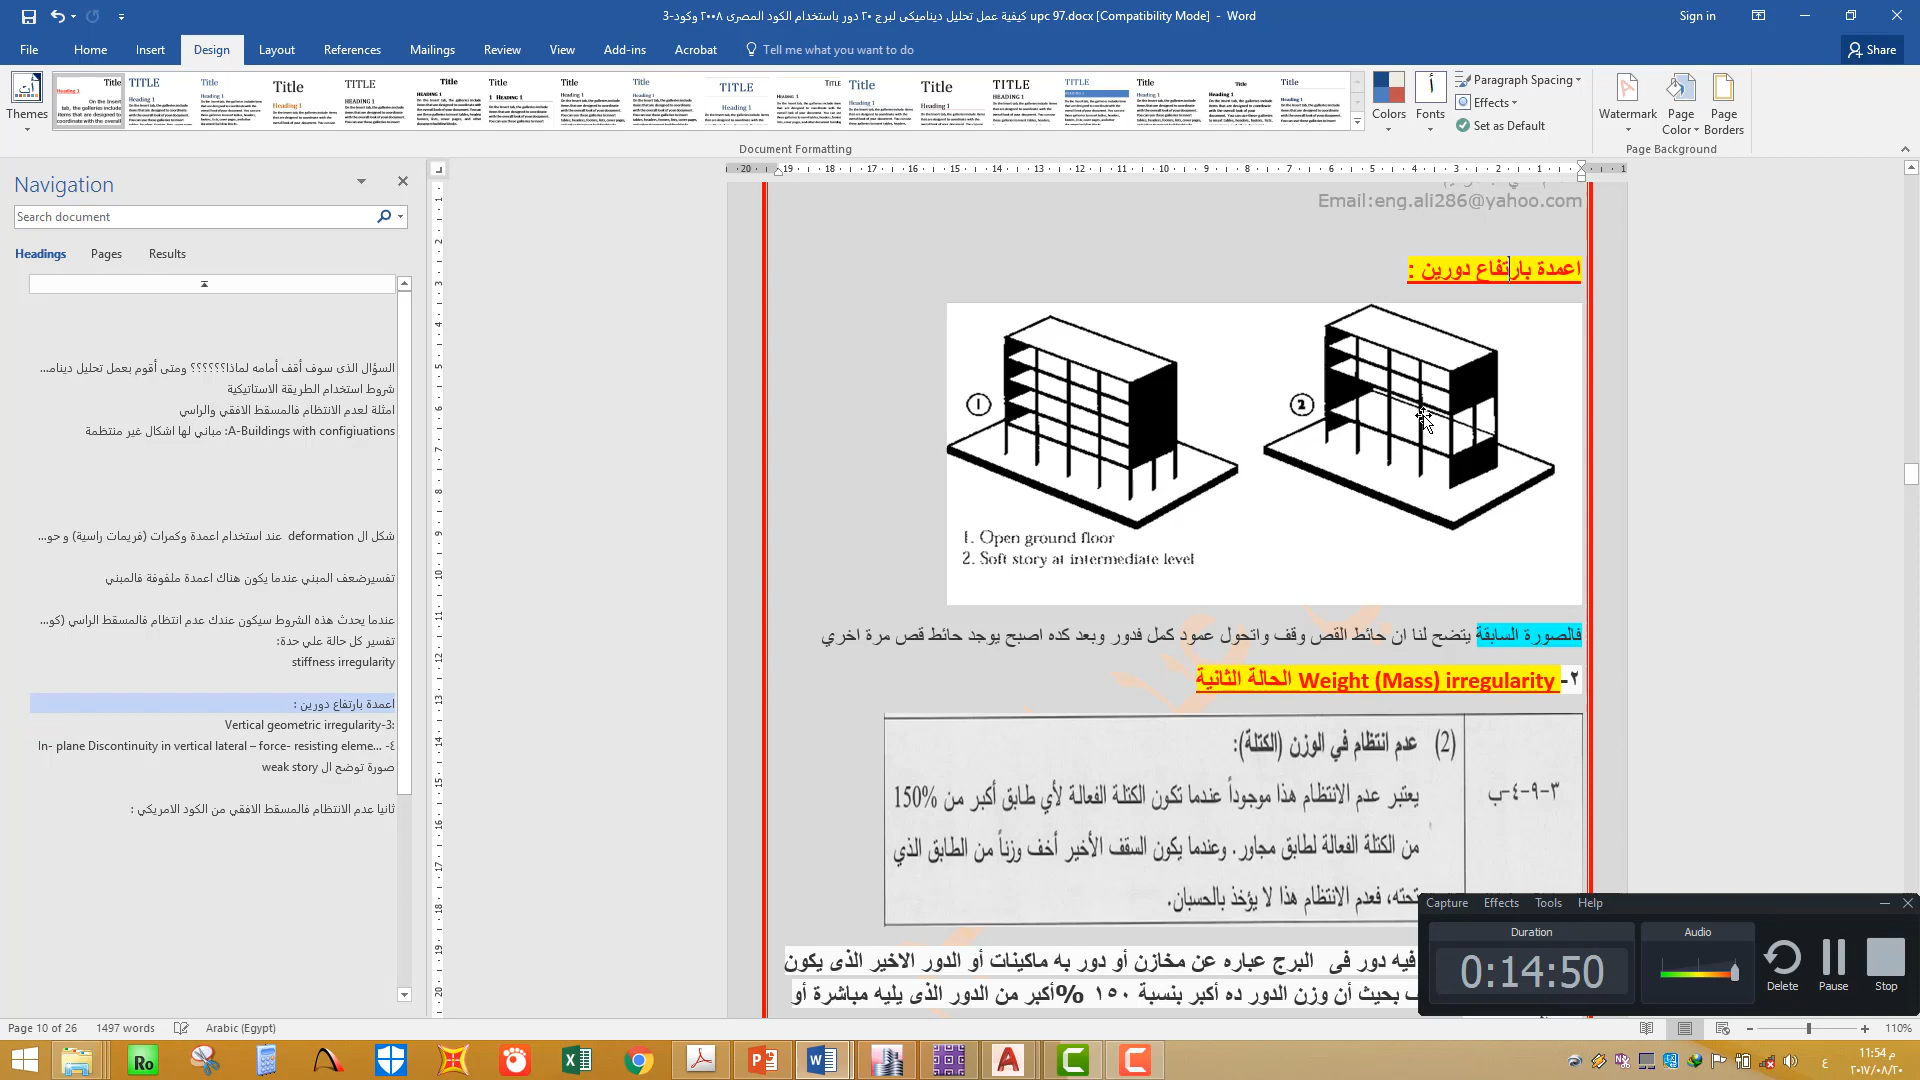 كيفية عمل تحليل ديناميكى لبرج ٢٠ دور باستخدام الكود المصرى ٢٠٠٨ وكود upc 97.docx [Compatibility Mode] - Word
Sign in
File Home Insert Design Layout References Mailings Review View Add-ins Acrobat Tell me what you want to do Share
Themes
Colors Fonts
Paragraph Spacing
Effects
Set as Default
Watermark Page Color Page Borders
Document Formatting Page Background
Navigation
Search document
Headings Pages Results
السؤال الذى سوف أقف أمامه لماذا؟؟؟؟؟؟ ومتى أقوم بعمل تحليل دينام...
شروط استخدام الطريقة الاستاتيكية
امثلة لعدم الانتظام فالمسقط الافقي والراسي
A-Buildings with configiuations: مباني لها اشكال غير منتظمة
شكل ال deformation عند استخدام اعمدة وكمرات (فريمات راسية) و حو...
تفسيرضعف المبني عندما يكون هناك اعمدة ملفوفة فالمبني
عندما يحدث هذه الشروط سيكون عندك عدم انتظام فالمسقط الراسي (كو...
تفسير كل حالة علي حدة:
stiffness irregularity
اعمدة بارتفاع دورين :
Vertical geometric irregularity-3:
In- plane Discontinuity in vertical lateral – force- resisting eleme... -٤
صورة توضح ال weak story
ثانيا عدم الانتظام فالمسقط الافقي من الكود الامريكي :
Email:eng.ali286@yahoo.com
اعمدة بارتفاع دورين :
1 2
1. Open ground floor
2. Soft story at intermediate level
فالصورة السابقة يتضح لنا ان حائط القص وقف واتحول عمود كمل فدور وبعد كده اصبح يوجد حائط قص مرة اخري
٢- Weight (Mass) irregularity الحالة الثانية
(2) عدم انتظام في الوزن (الكتلة):
٣-٩-٤-ب
يعتبر عدم الانتظام هذا موجوداً عندما تكون الكتلة الفعالة لأي طابق أكبر من 150%
من الكتلة الفعالة لطابق مجاور. وعندما يكون السقف الأخير أخف وزناً من الطابق الذي
تحته، فعدم الانتظام هذا لا يؤخذ بالحسبان.
فيه دور فى البرج عباره عن مخازن أو دور به ماكينات أو الدور الاخير الذى يكون
بحيث أن وزن الدور ده أكبر بنسبة ١٥٠ %أكبر من الدور الذى يليه مباشرة أو
Capture Effects Tools Help
Duration Audio
0:14:50
Delete Pause Stop
Page 10 of 26 1497 words Arabic (Egypt) 110%
11:54 م
٢٠١٧/٠٨/٢٠